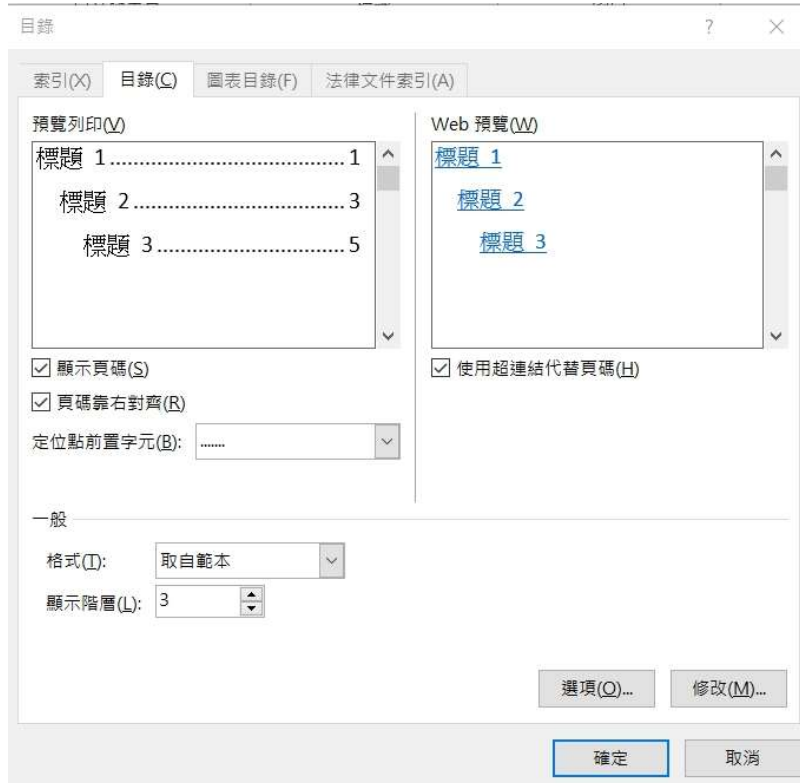 目錄
索引(X) 目錄(C) 圖表目錄(F) 法律文件索引(A)
預覽列印(V)
標題 1....................................1
標題 2................................3
標題 3............................5
顯示頁碼(S)
頁碼靠右對齊(R)
定位點前置字元(B): .......
Web 預覽(W)
標題 1
標題 2
標題 3
使用超連結代替頁碼(H)
一般
格式(T): 取自範本
顯示階層(L): 3
選項(O)... 修改(M)...
確定 取消